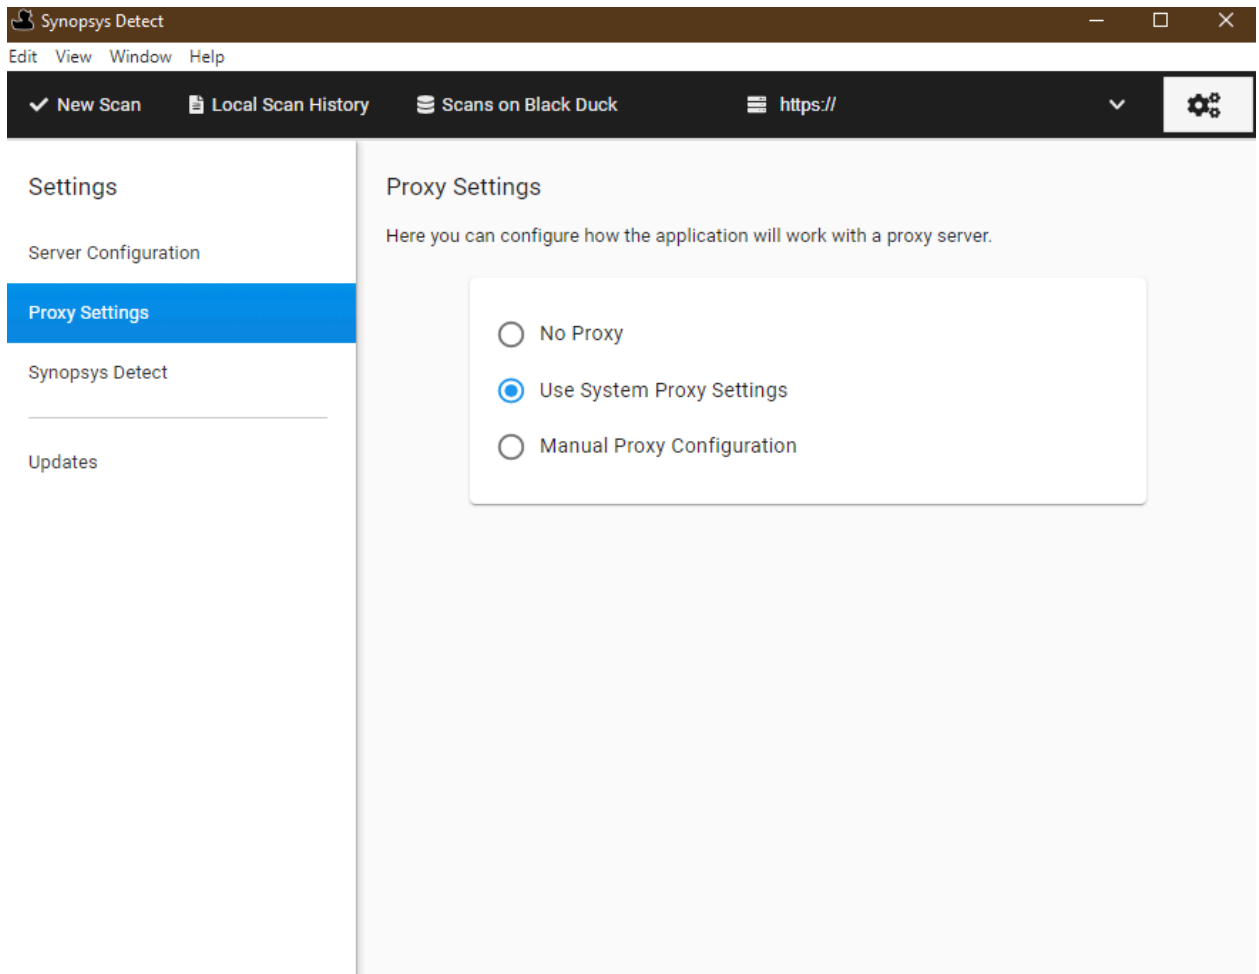 Synopsys Detect
Edit View Window Help
New Scan Local Scan History Scans on Black Duck https://
Settings
Server Configuration
Proxy Settings
Synopsys Detect
Updates
Proxy Settings
Here you can configure how the application will work with a proxy server.
No Proxy
Use System Proxy Settings
Manual Proxy Configuration